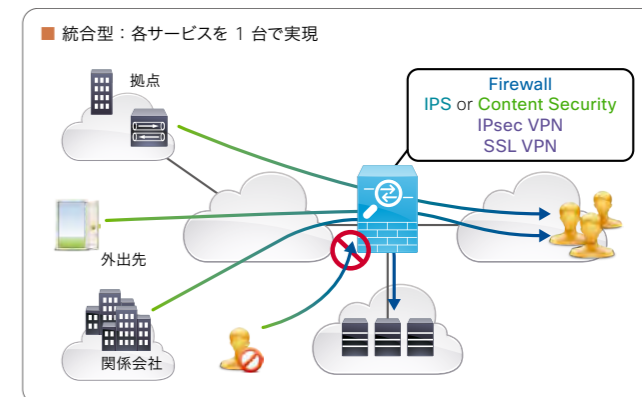 ■ 統合型：各サービスを 1 台で実現
拠点
Firewall
IPS or Content Security
IPsec VPN
SSL VPN
外出先
関係会社